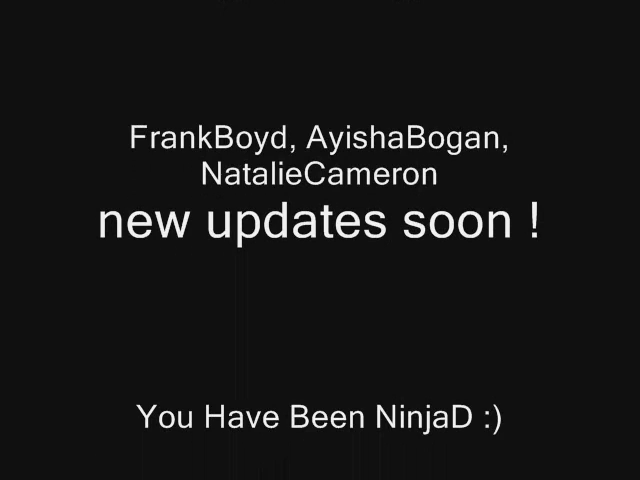 FrankBoyd, AyishaBogan,
NatalieCameron
new updates soon !
You Have Been NinjaD :)